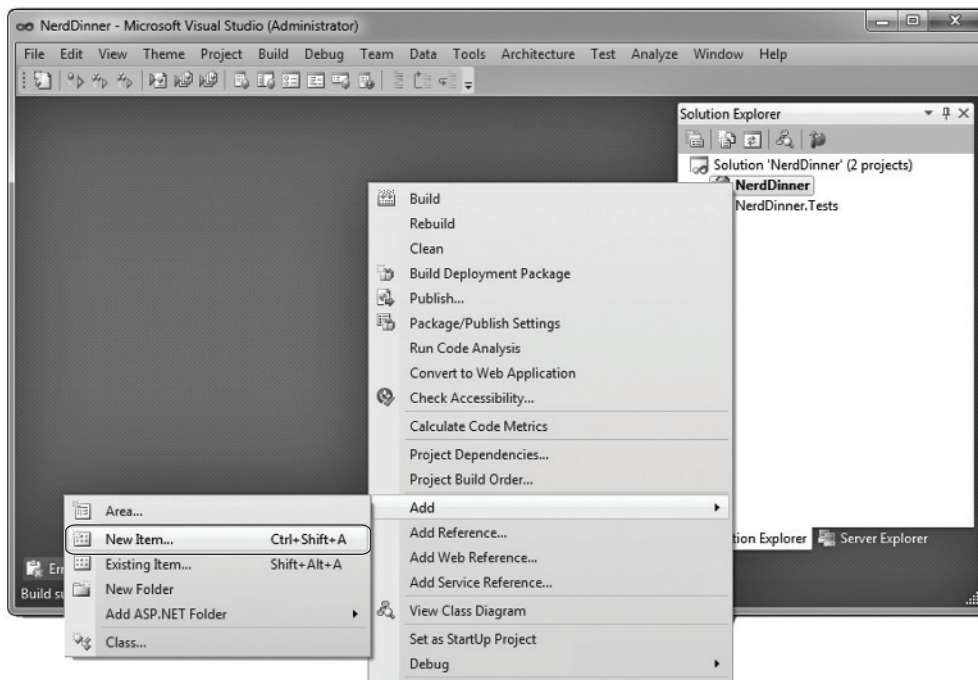 NerdDinner - Microsoft Visual Studio (Administrator)
File Edit View Theme Project Build Debug Team Data Tools Architecture Test Analyze Window Help
Solution Explorer
Solution 'NerdDinner' (2 projects)
NerdDinner
NerdDinner.Tests
Build
Rebuild
Clean
Build Deployment Package
Publish...
Package/Publish Settings
Run Code Analysis
Convert to Web Application
Check Accessibility...
Calculate Code Metrics
Project Dependencies...
Project Build Order...
Add
Add Reference...
Add Web Reference...
Add Service Reference...
View Class Diagram
Set as StartUp Project
Debug
Area...
New Item... Ctrl+Shift+A
Existing Item... Shift+Alt+A
New Folder
Add ASP.NET Folder
Class...
Explorer
Server Explorer
Build